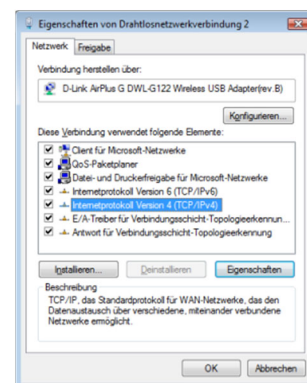 Eigenschaften von Drahtlosnetzwerkverbindung 2
Netzwerk Freigabe
Verbindung herstellen über:
D-Link AirPlus G DWL-G122 Wireless USB Adapter(rev.B)
Konfigurieren...
Diese Verbindung verwendet folgende Elemente:
Client für Microsoft-Netzwerke
QoS-Paketplaner
Datei- und Druckerfreigabe für Microsoft-Netzwerke
Internetprotokoll Version 6 (TCP/IPv6)
Internetprotokoll Version 4 (TCP/IPv4)
E/A-Treiber für Verbindungsschicht-Topologieerkennun...
Antwort für Verbindungsschicht-Topologieerkennung
Installieren... Deinstallieren Eigenschaften
Beschreibung
TCP/IP, das Standardprotokoll für WAN-Netzwerke, das den
Datenaustausch über verschiedene, miteinander verbundene
Netzwerke ermöglicht.
OK Abbrechen